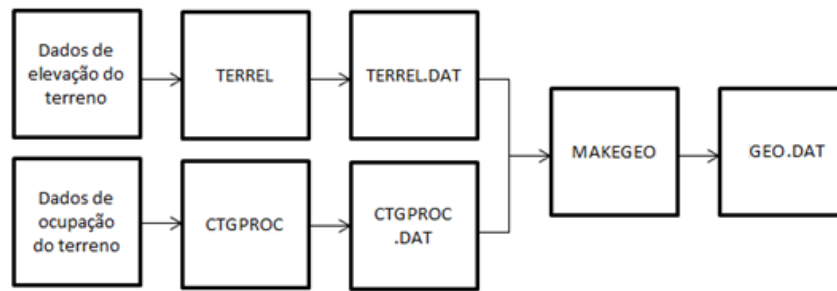 Dados de
elevação do
terreno
TERREL
TERREL.DAT
MAKEGEO
GEO.DAT
Dados de
ocupação
do terreno
CTGPROC
CTGPROC
.DAT